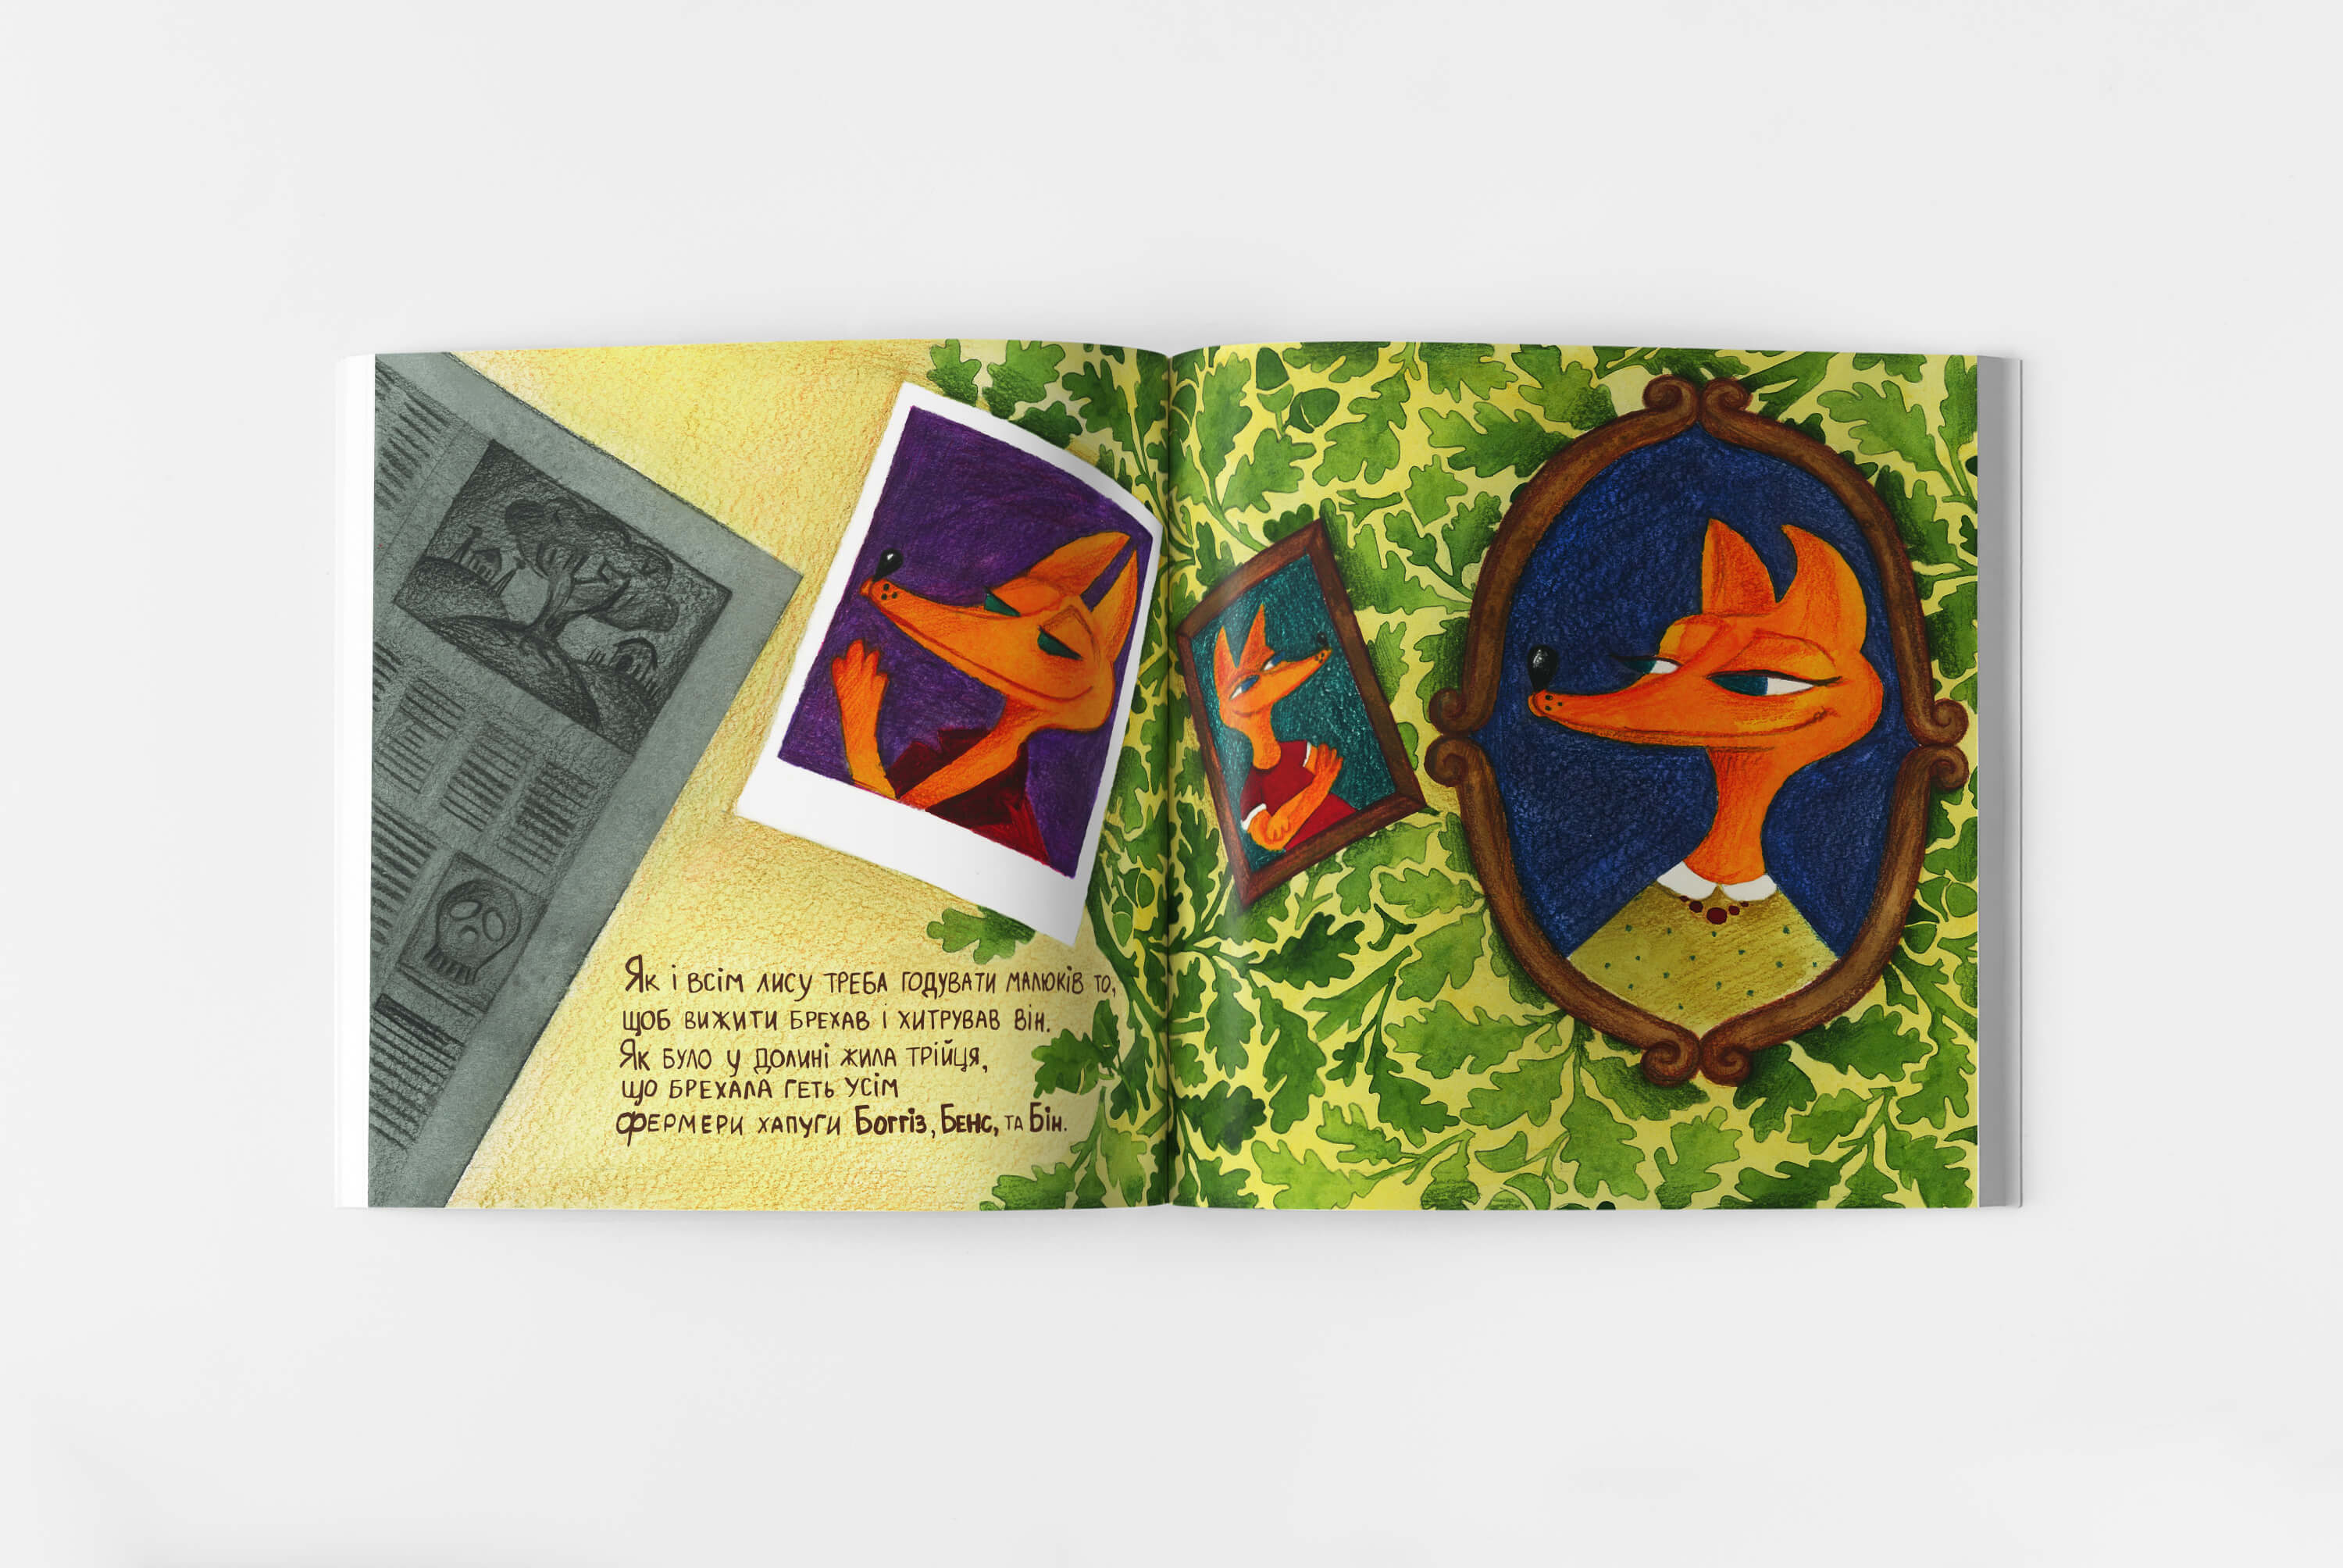 Як і всім лису треба годувати малюків то,
щоб вижити брехав і хитрував він.
Як було у долині жила трійця,
що брехала геть усім
фермери хапуги Боггіз, Бенс, та Бін.